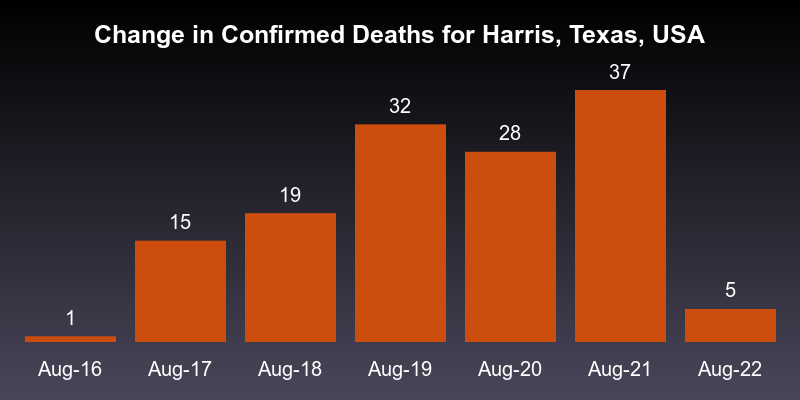 Change in Confirmed Deaths for Harris, Texas, USA
1
15
19
32
28
37
5
Aug-16
Aug-17
Aug-18
Aug-19
Aug-20
Aug-21
Aug-22